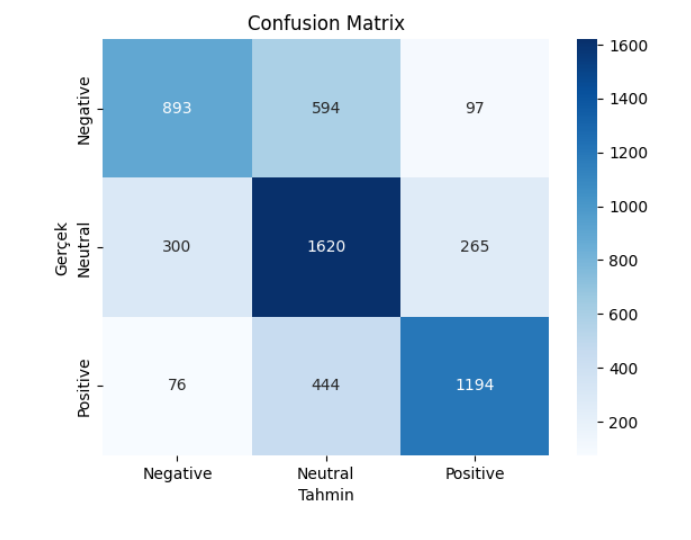 Confusion Matrix
Negative 893 594 97
Gerçek
Neutral 300 1620 265
Positive 76 444 1194
Negative Neutral Positive
Tahmin
1600
1400
1200
1000
800
600
400
200